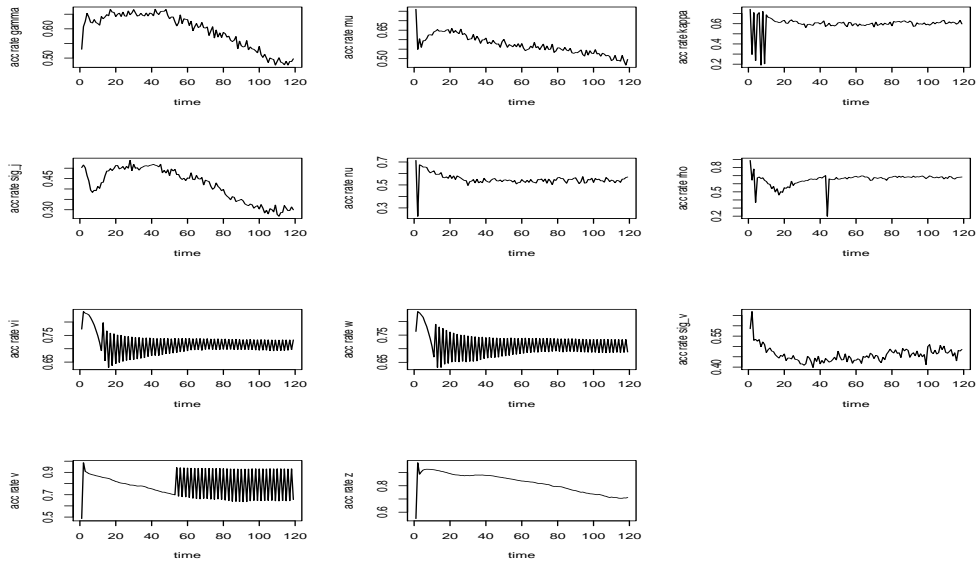 acc rate gamma
0.50 0.60
0 20 40 60 80 100 120
time
acc rate mu
0.50 0.65
0 20 40 60 80 100 120
time
acc rate kappa
0.2 0.4 0.6
0 20 40 60 80 100 120
time
acc rate sig_j
0.30 0.45
0 20 40 60 80 100 120
time
acc rate nu
0.3 0.5 0.7
0 20 40 60 80 100 120
time
acc rate rho
0.2 0.5 0.8
0 20 40 60 80 100 120
time
acc rate vi
0.65 0.75
0 20 40 60 80 100 120
time
acc rate w
0.65 0.75
0 20 40 60 80 100 120
time
acc rate sig_v
0.40 0.55
0 20 40 60 80 100 120
time
acc rate v
0.5 0.7 0.9
0 20 40 60 80 100 120
time
acc rate z
0.6 0.8
0 20 40 60 80 100 120
time